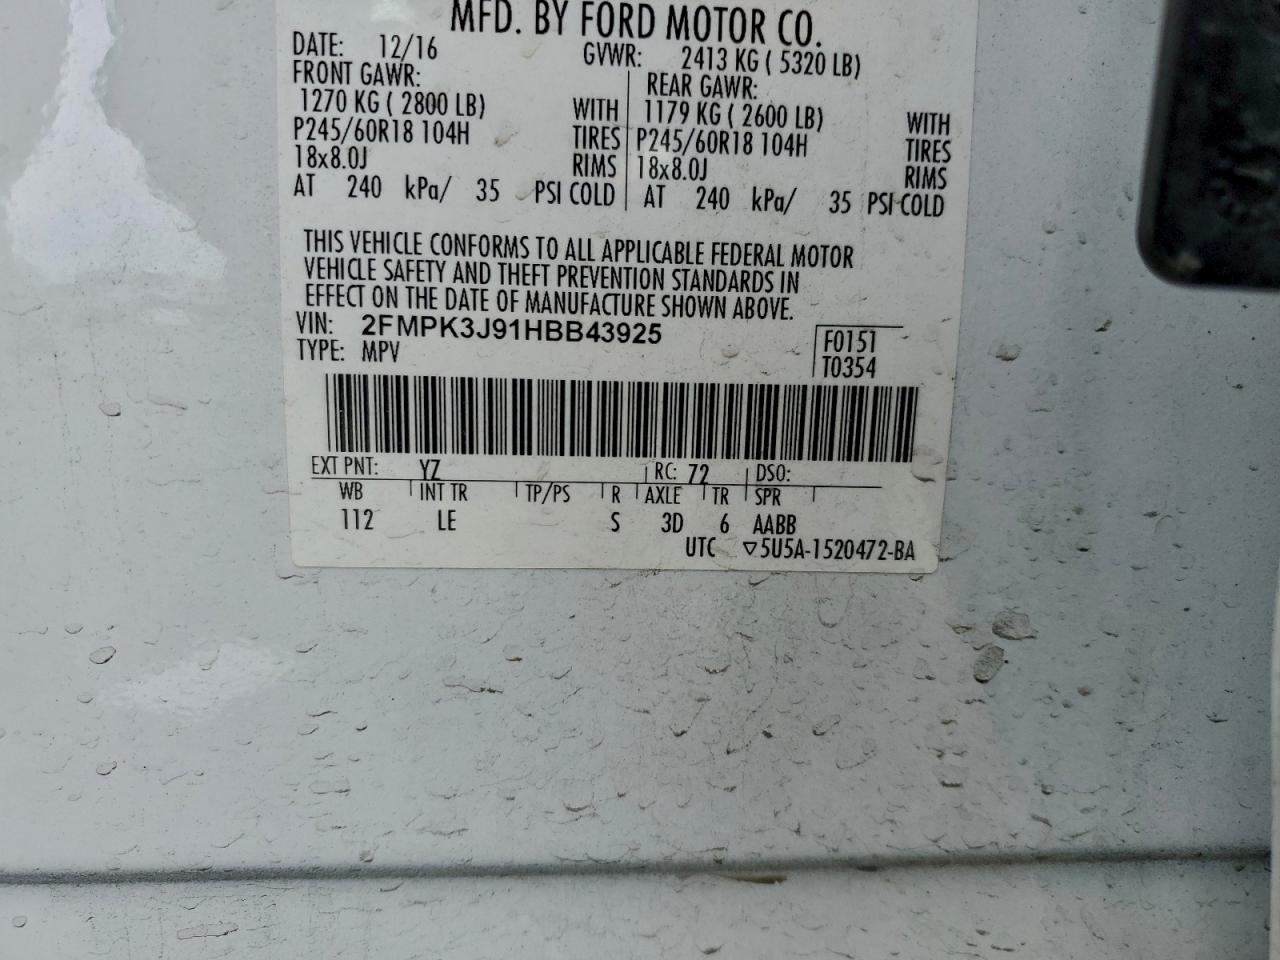 MFD. BY FORD MOTOR CO.
DATE: 12/16 GVWR: 2413 KG ( 5320 LB)
FRONT GAWR: REAR GAWR:
1270 KG ( 2800 LB) WITH 1179 KG ( 2600 LB) WITH
P245/60R18 104H TIRES P245/60R18 104H TIRES
18x8.0J RIMS 18x8.0J RIMS
AT 240 kPa/ 35 PSI COLD AT 240 kPa/ 35 PSI COLD
THIS VEHICLE CONFORMS TO ALL APPLICABLE FEDERAL MOTOR
VEHICLE SAFETY AND THEFT PREVENTION STANDARDS IN
EFFECT ON THE DATE OF MANUFACTURE SHOWN ABOVE.
VIN: 2FMPK3J91HBB43925 F0151
TYPE: MPV T0354
EXT PNT: YZ RC: 72 DSO:
WB INT TR TP/PS R AXLE TR SPR
112 LE S 3D 6 AABB
UTC ▽5U5A-1520472-BA